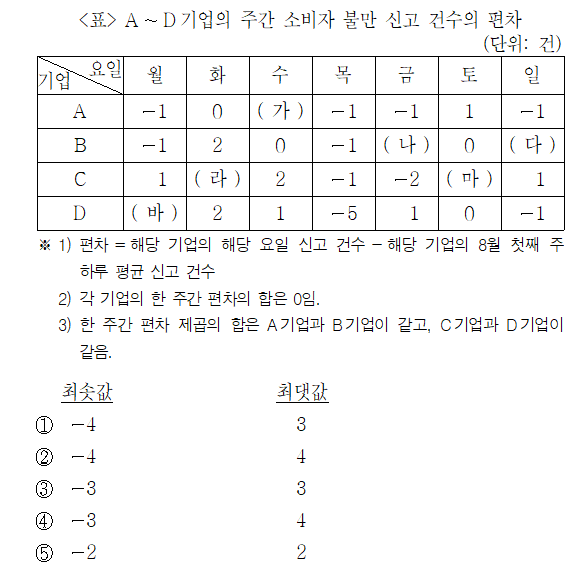 <표> A～D기업의 주간 소비자 불만 신고 건수의 편차
(단위: 건)
기업 요일 월 화 수 목 금 토 일
A －1 0 (가) －1 －1 1 －1
B －1 2 0 －1 (나) 0 (다)
C 1 (라) 2 －1 －2 (마) 1
D (바) 2 1 －5 1 0 －1
※ 1) 편차＝해당 기업의 해당 요일 신고 건수－해당 기업의 8월 첫째 주
하루 평균 신고 건수
2) 각 기업의 한 주간 편차의 합은 0임.
3) 한 주간 편차 제곱의 합은 A기업과 B기업이 같고, C기업과 D기업이
같음.
최솟값 최댓값
① －4 3
② －4 4
③ －3 3
④ －3 4
⑤ －2 2